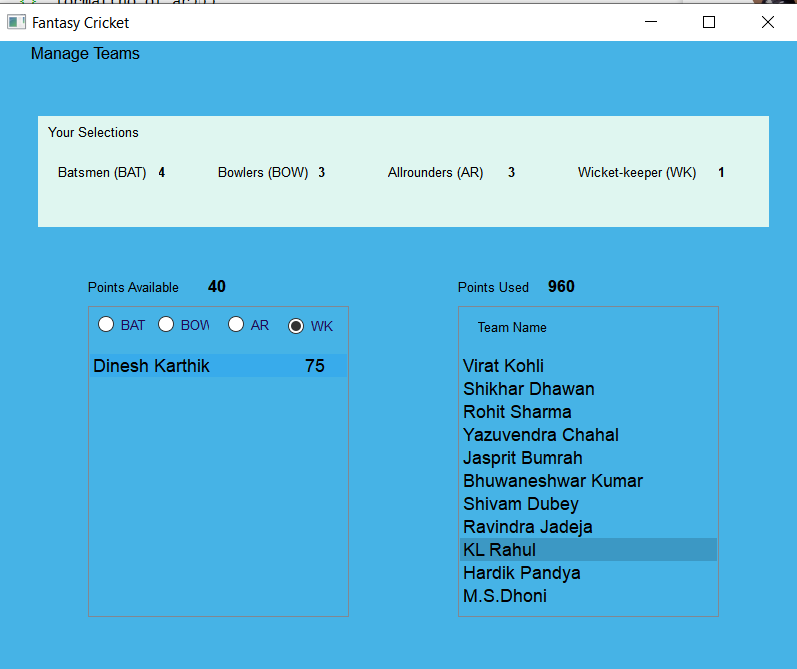 Fantasy Cricket
Manage Teams
Your Selections
Batsmen (BAT) 4 Bowlers (BOW) 3 Allrounders (AR) 3 Wicket-keeper (WK) 1
Points Available 40 Points Used 960
BAT BOW AR WK
Team Name
Dinesh Karthik 75
Virat Kohli
Shikhar Dhawan
Rohit Sharma
Yazuvendra Chahal
Jasprit Bumrah
Bhuwaneshwar Kumar
Shivam Dubey
Ravindra Jadeja
KL Rahul
Hardik Pandya
M.S.Dhoni